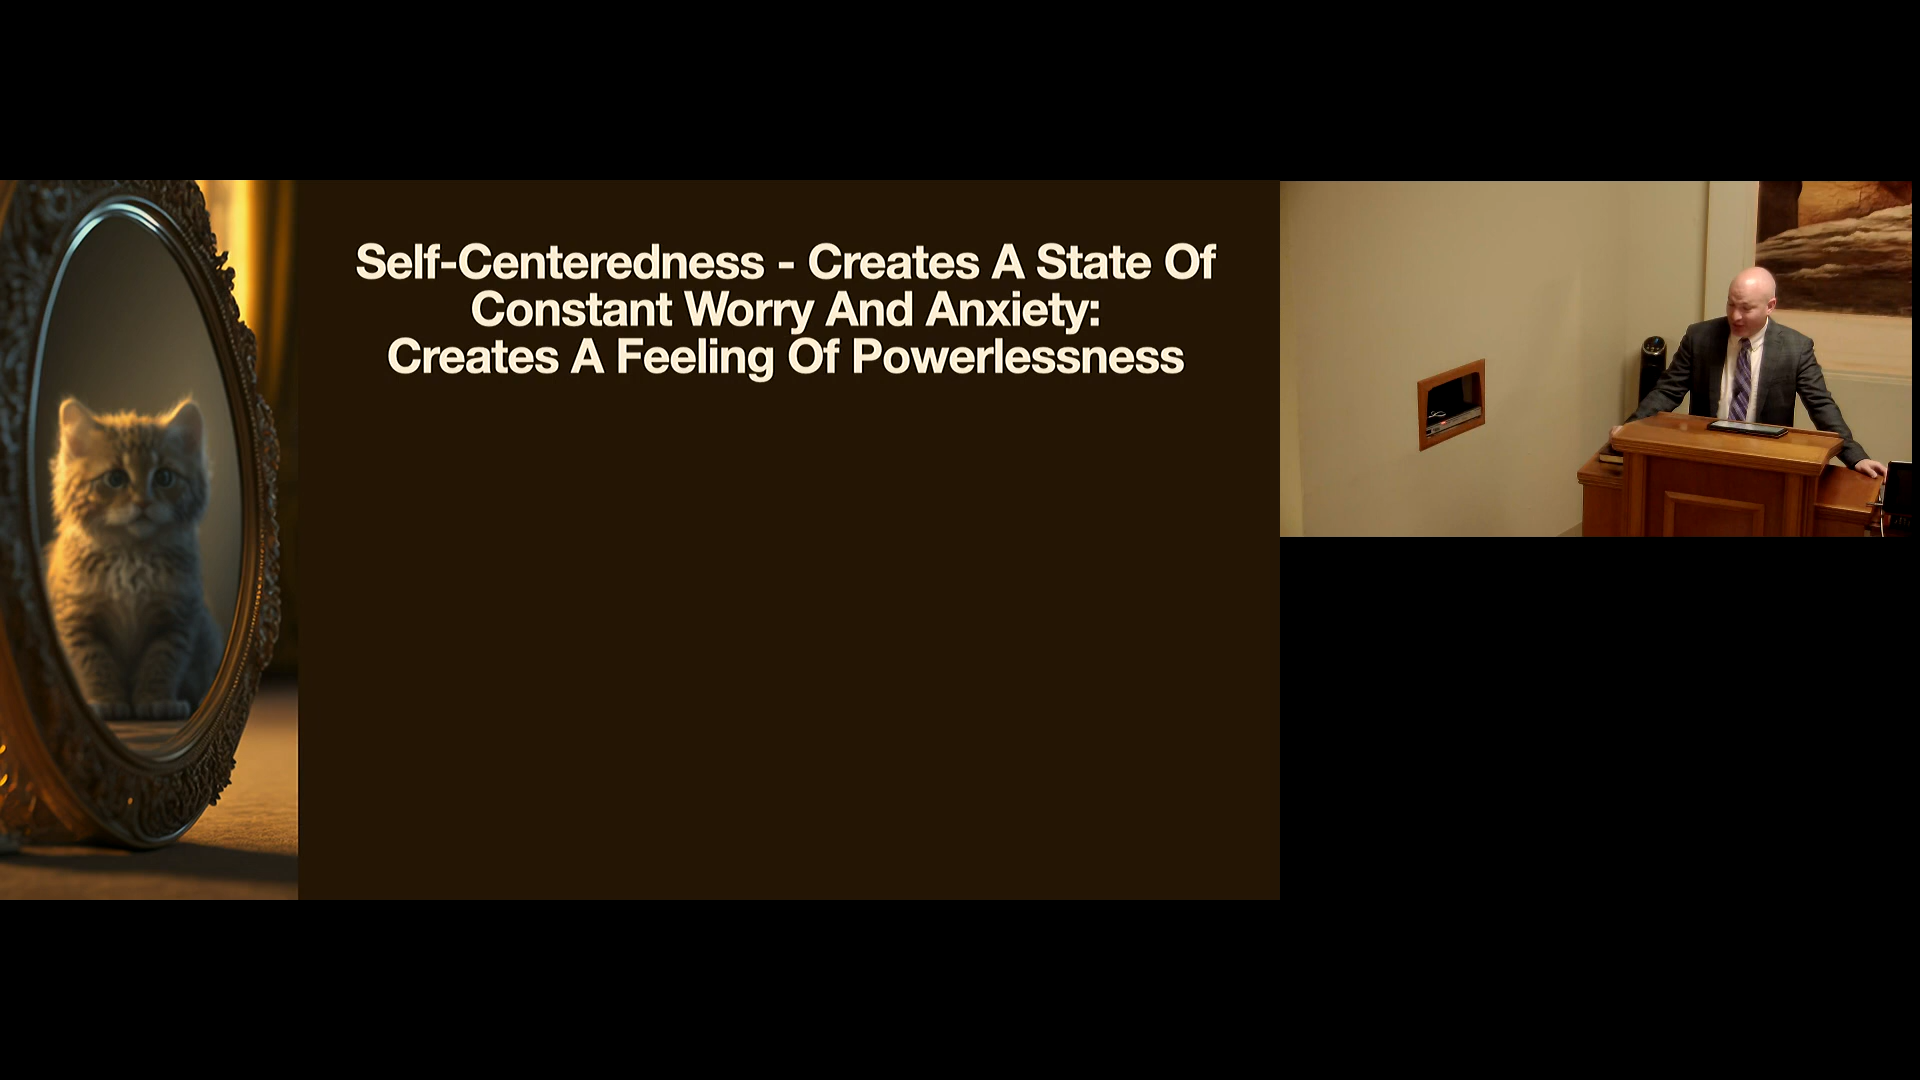 Self-Centeredness - Creates A State Of
Constant Worry And Anxiety:
Creates A Feeling Of Powerlessness